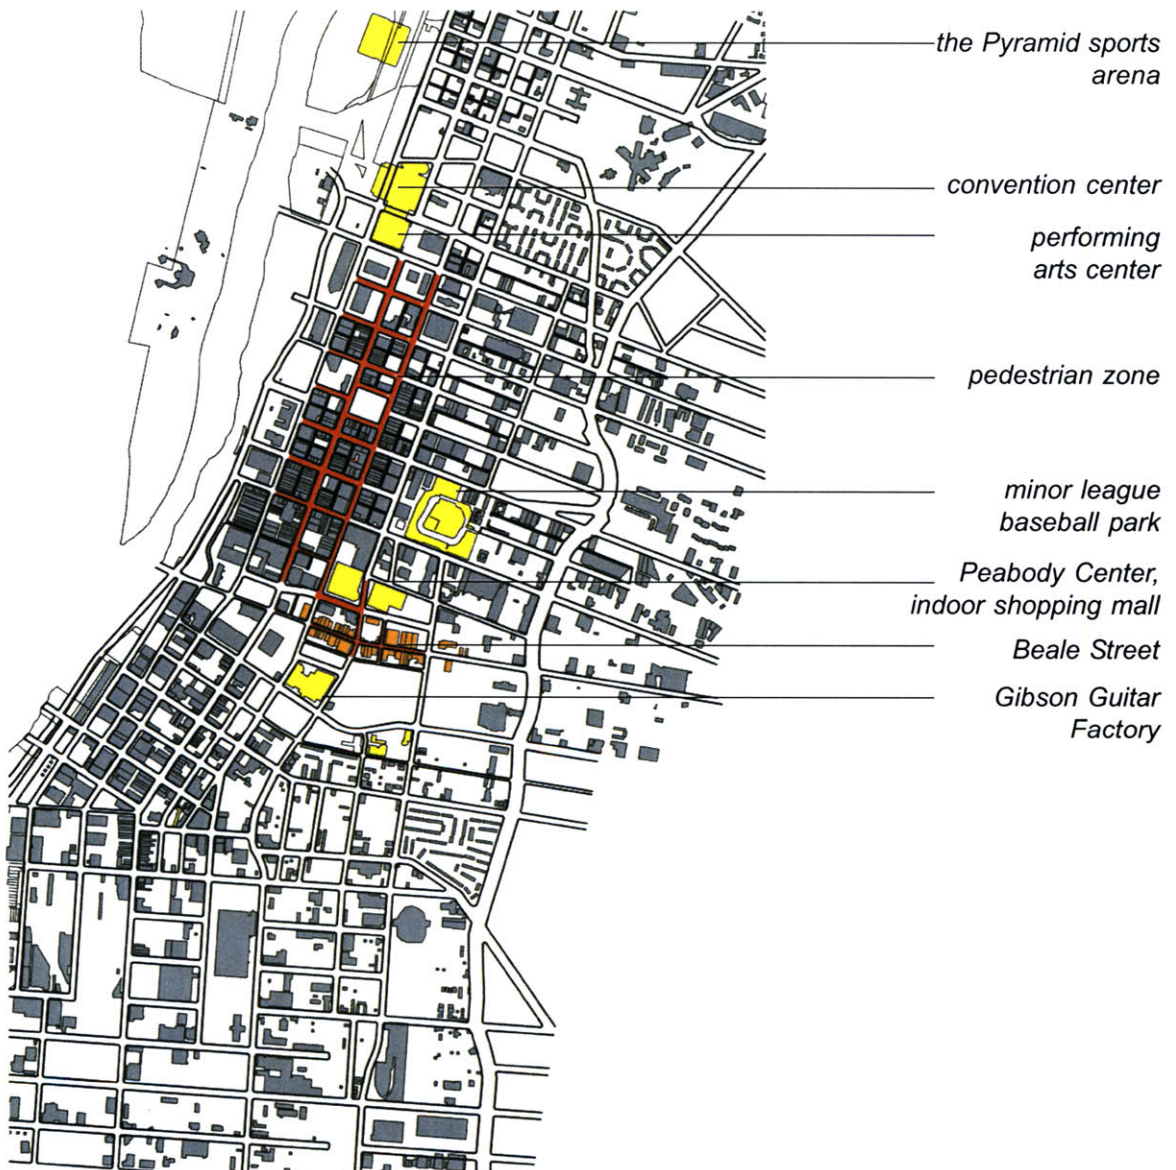 the Pyramid sports
arena
convention center
performing
arts center
pedestrian zone
minor league
baseball park
Peabody Center,
indoor shopping mall
Beale Street
Gibson Guitar
Factory